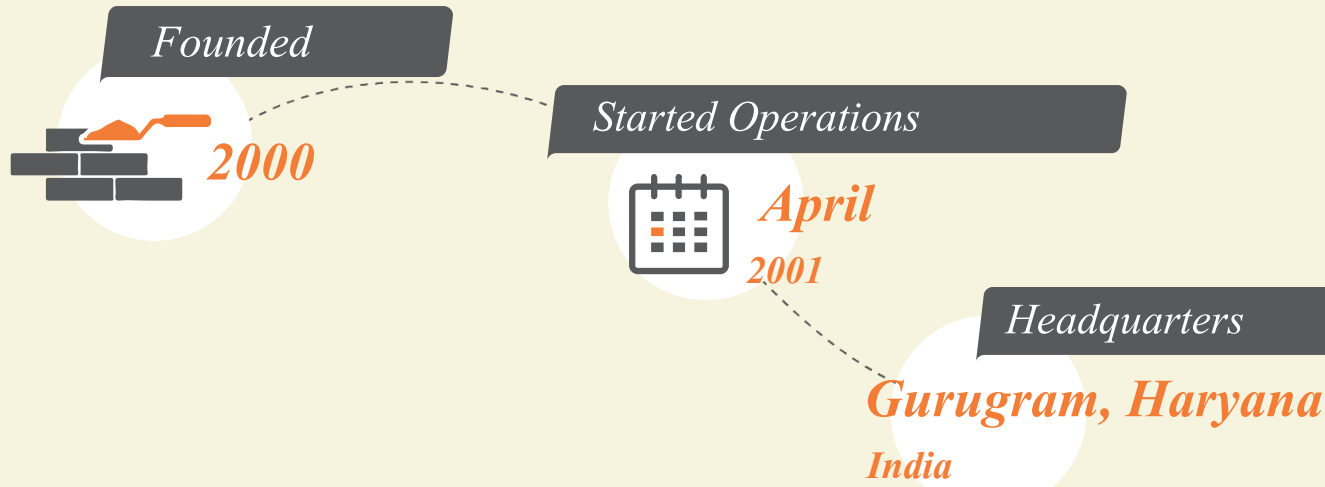 Founded
2000
Started Operations
April
2001
Headquarters
Gurugram, Haryana
India